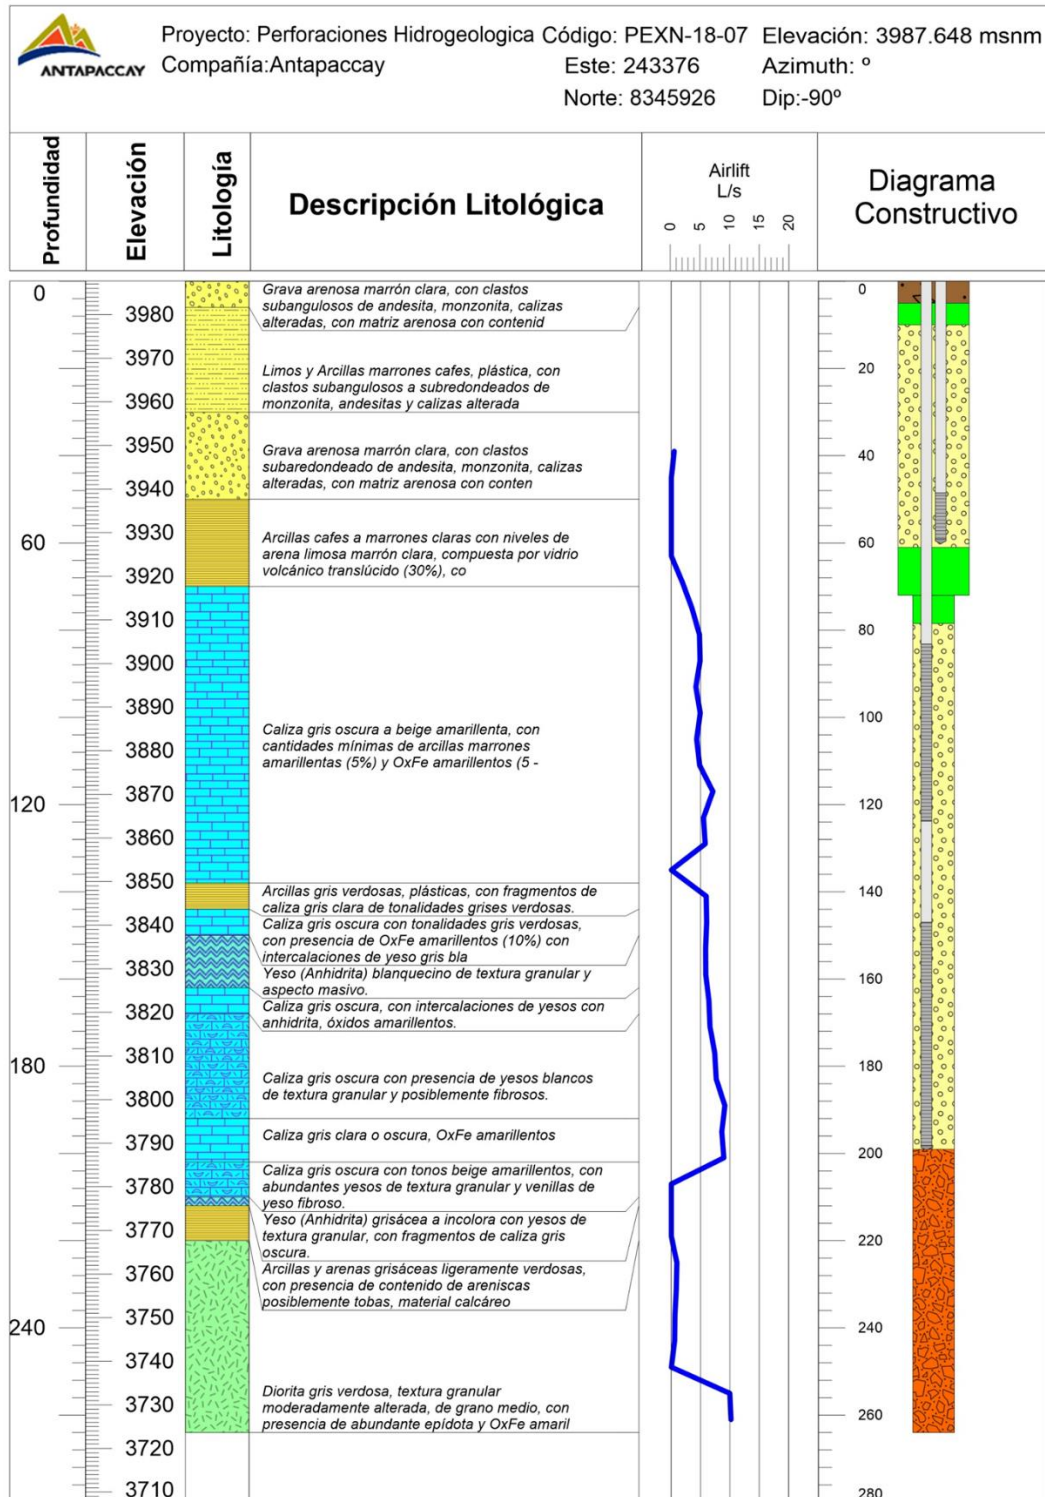 ANTAPACCAY
Proyecto: Perforaciones Hidrogeologica Código: PEXN-18-07 Elevación: 3987.648 msnm
Compañía:Antapaccay Este: 243376 Azimuth: º
Norte: 8345926 Dip:-90º
Profundidad
Elevación
Litología
Descripción Litológica
Airlift
L/s
0 5 10 15 20
Diagrama
Constructivo
0
60
120
180
240
3980
3970
3960
3950
3940
3930
3920
3910
3900
3890
3880
3870
3860
3850
3840
3830
3820
3810
3800
3790
3780
3770
3760
3750
3740
3730
3720
3710
Grava arenosa marrón clara, con clastos
subangulosos de andesita, monzonita, calizas
alteradas, con matriz arenosa con contenid
Limos y Arcillas marrones cafes, plástica, con
clastos subangulosos a subredondeados de
monzonita, andesitas y calizas alterada
Grava arenosa marrón clara, con clastos
subaredondeado de andesita, monzonita, calizas
alteradas, con matriz arenosa con conten
Arcillas cafes a marrones claras con niveles de
arena limosa marrón clara, compuesta por vidrio
volcánico translúcido (30%), co
Caliza gris oscura a beige amarillenta, con
cantidades mínimas de arcillas marrones
amarillentas (5%) y OxFe amarillentos (5 -
Arcillas gris verdosas, plásticas, con fragmentos de
caliza gris clara de tonalidades grises verdosas.
Caliza gris oscura con tonalidades gris verdosas,
con presencia de OxFe amarillentos (10%) con
intercalaciones de yeso gris bla
Yeso (Anhidrita) blanquecino de textura granular y
aspecto masivo.
Caliza gris oscura, con intercalaciones de yesos con
anhidrita, óxidos amarillentos.
Caliza gris oscura con presencia de yesos blancos
de textura granular y posiblemente fibrosos.
Caliza gris clara o oscura, OxFe amarillentos
Caliza gris oscura con tonos beige amarillentos, con
abundantes yesos de textura granular y venillas de
yeso fibroso.
Yeso (Anhidrita) grisácea a incolora con yesos de
textura granular, con fragmentos de caliza gris
oscura.
Arcillas y arenas grisáceas ligeramente verdosas,
con presencia de contenido de areniscas
posiblemente tobas, material calcáreo
Diorita gris verdosa, textura granular
moderadamente alterada, de grano medio, con
presencia de abundante epídota y OxFe amaril
0
20
40
60
80
100
120
140
160
180
200
220
240
260
280